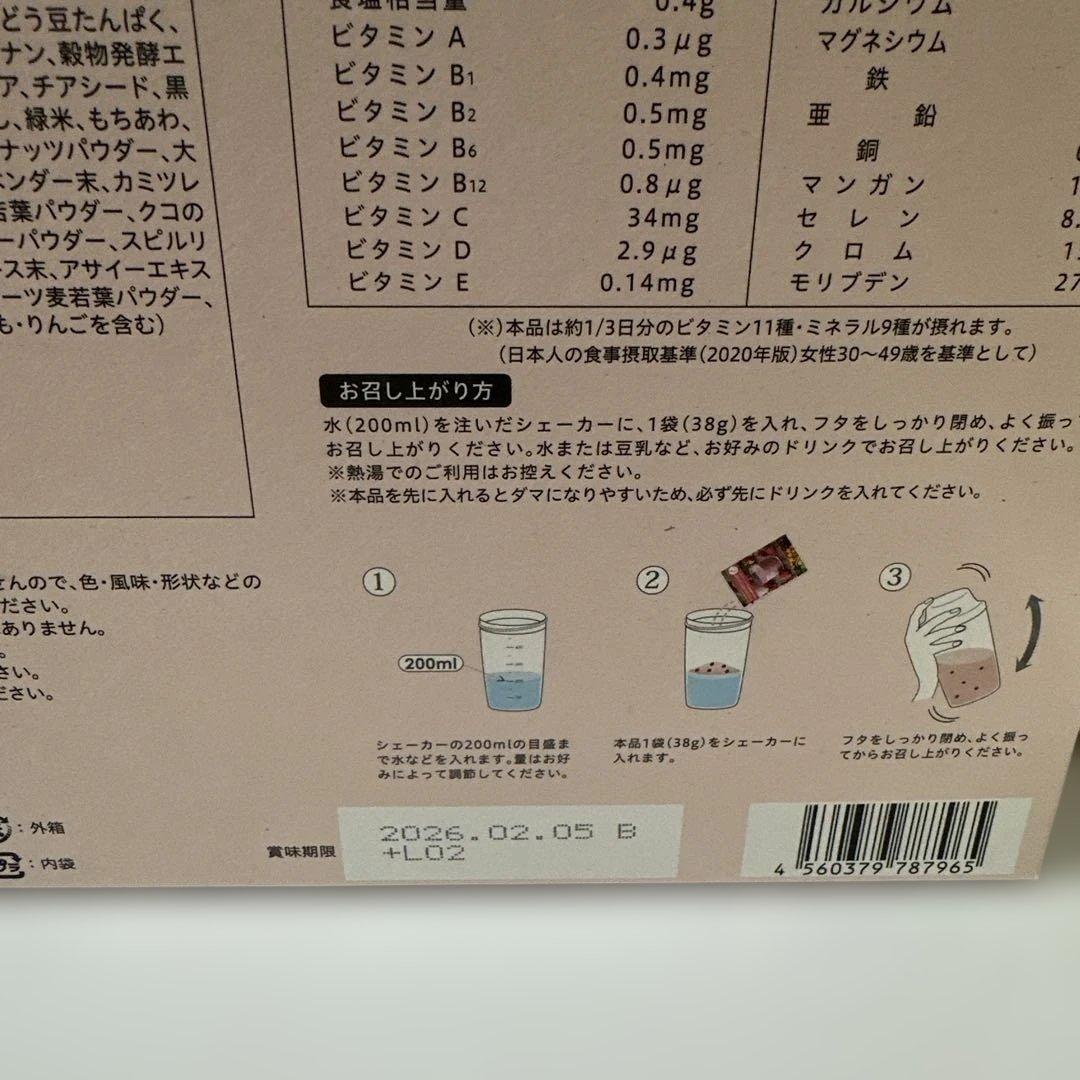 どう豆たんぱく、
ナン、穀物発酵エ
ア、チアシード、黒
し、緑米、もちあわ、
ナッツパウダー、大
ベンダー末、カミツレ
若葉パウダー、クコの
ーパウダー、スピルリ
ース末、アサイーエキス
ーツ麦若葉パウダー、
も・りんごを含む)
食塩相当量 0.4g
ビタミン A 0.3μg
ビタミン B1 0.4mg
ビタミン B2 0.5mg
ビタミン B6 0.5mg
ビタミン B12 0.8μg
ビタミン C 34mg
ビタミン D 2.9μg
ビタミン E 0.14mg
カルシウム
マグネシウム
鉄
亜鉛
銅
マンガン
セレン
クロム
モリブデン 27
(※)本品は約1/3日分のビタミン11種・ミネラル9種が摂れます。
(日本人の食事摂取基準(2020年版)女性30〜49歳を基準として)
お召し上がり方
水(200ml)を注いだシェーカーに、1袋(38g)を入れ、フタをしっかり閉め、よく振っ
お召し上がりください。水または豆乳など、お好みのドリンクでお召し上がりください。
※熱湯でのご利用はお控えください。
※本品を先に入れるとダマになりやすいため、必ず先にドリンクを入れてください。
せんので、色・風味・形状などの
ださい。
ありません。
。
さい。
ださい。
①
200ml
シェーカーの200mlの目盛ま
で水などを入れます。量はお好
みによって調節してください。
②
本品1袋(38g)をシェーカーに
入れます。
③
フタをしっかり閉め、よく振っ
てからお召し上がりください。
:外箱
:内袋
賞味期限
2026.02.05 B
+L02
4 560379 787965